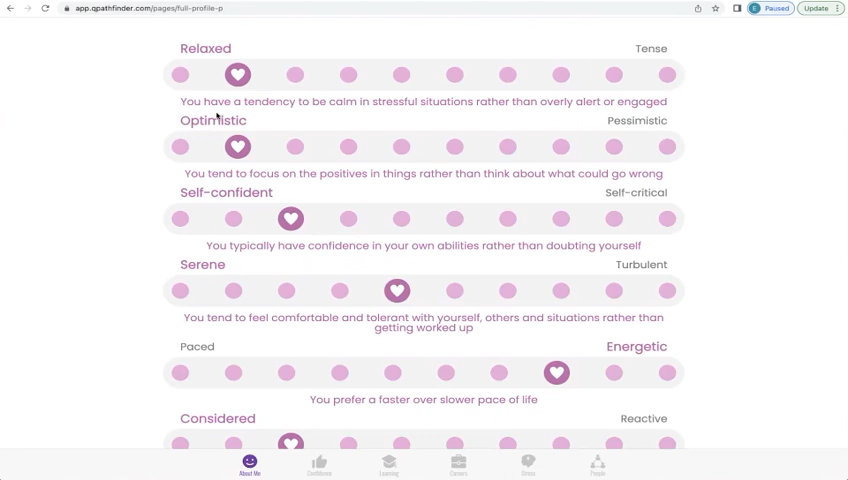 app.qpathfinder.com/pages/full-profile-p
E Paused
Update
Relaxed Tense
You have a tendency to be calm in stressful situations rather than overly alert or engaged
Optimistic Pessimistic
You tend to focus on the positives in things rather than think about what could go wrong
Self-confident Self-critical
You typically have confidence in your own abilities rather than doubting yourself
Serene Turbulent
You tend to feel comfortable and tolerant with yourself, others and situations rather than
getting worked up
Paced Energetic
You prefer a faster over slower pace of life
Considered Reactive
About Me Confidence Learning Careers Stress People